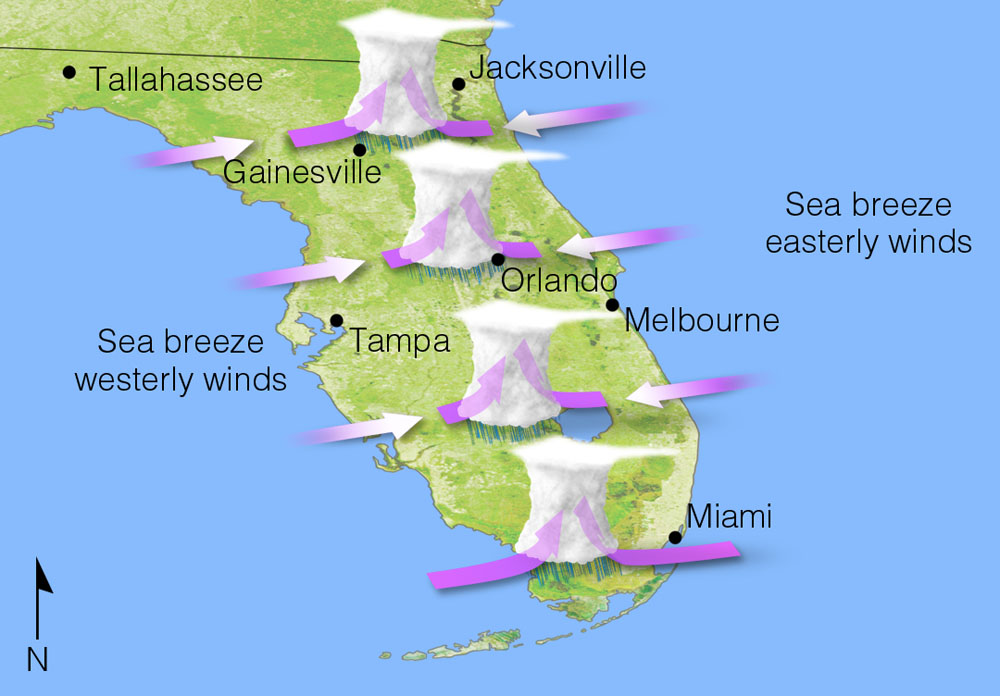 Jacksonville
Tallahassee
Gainesville
Sea breeze
easterly winds
Orlando
Melbourne
Tampa
Sea breeze
westerly winds
Miami
N